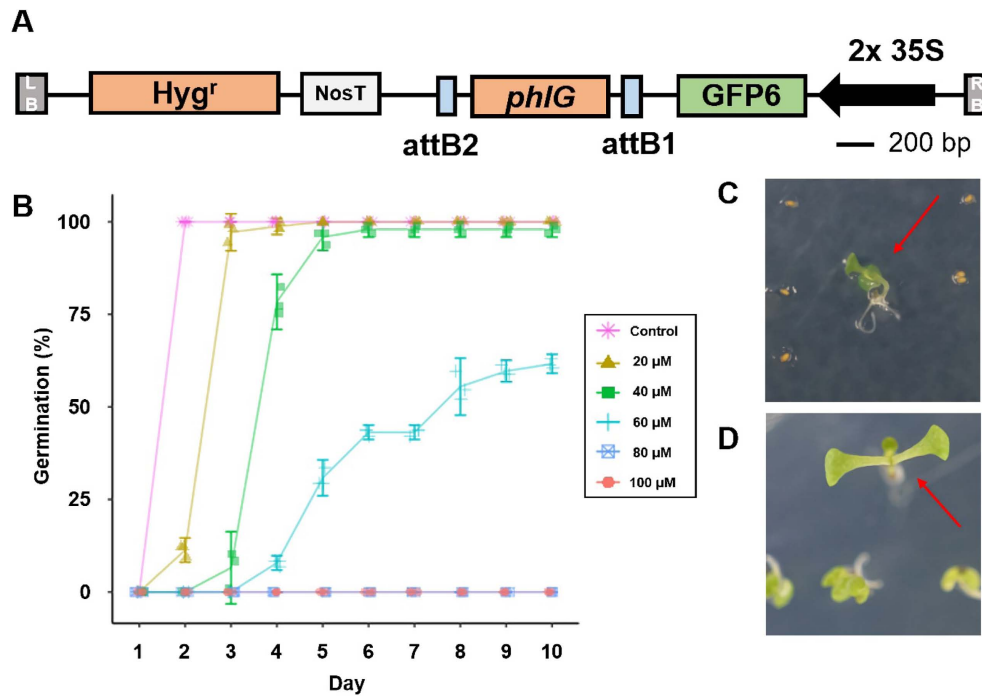 A
2x 35S
LB
Hygʳ
NosT
phlG
GFP6
RB
attB2
attB1
200 bp
B
100
75
50
25
0
Germination (%)
1 2 3 4 5 6 7 8 9 10
Day
Control
20 µM
40 µM
60 µM
80 µM
100 µM
C
D